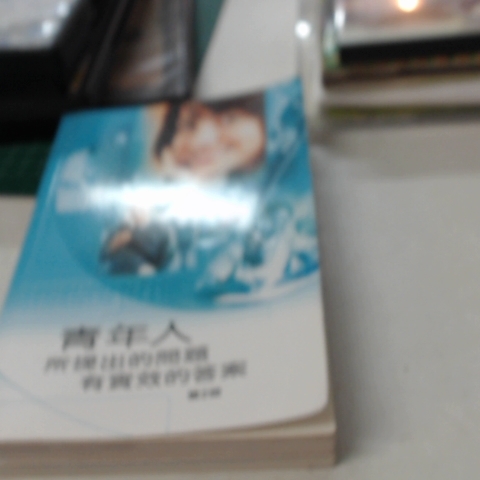 青年人
所提出的問題
有實效的答案